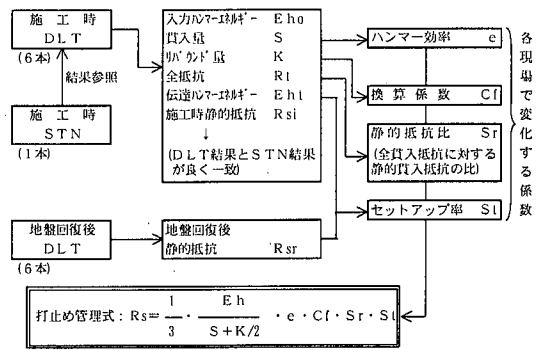 施工時
DLT
(6本)
結果参照
施工時
STN
(1本)
地盤回復後
DLT
(6本)
入力ハンマーエネルギー Eho
貫入量 S
リバウンド量 K
全抵抗 Rt
伝達ハンマーエネルギー Eht
施工時静的抵抗 Rsi
↓
(DLT結果とSTN結果
が良く一致)
地盤回復後
静的抵抗 Rsr
ハンマー効率 e
換算係数 Cf
静的抵抗比 Sr
(全貫入抵抗に対する
静的貫入抵抗の比)
セットアップ率 St
各現場で変化する係数
打止め管理式:Rs=1/3・Eh/(S+K/2)・e・Cf・Sr・St